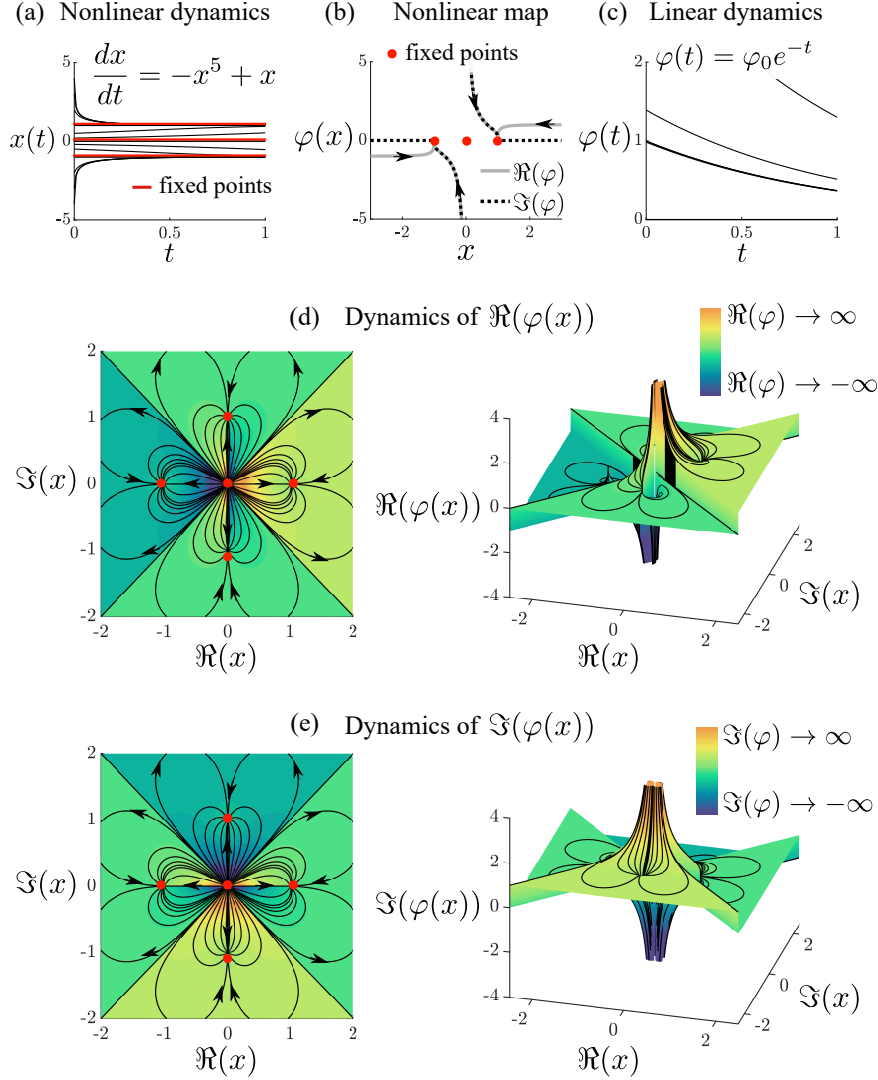 (a) Nonlinear dynamics
(b) Nonlinear map
(c) Linear dynamics
5
0
-5
x(t)
dx/dt = −x⁵ + x
fixed points
0
0.5
1
t
5
0
-5
φ(x)
fixed points
ℜ(φ)
ℑ(φ)
-2
0
2
x
2
1
0
φ(t)
φ(t) = φ₀e⁻ᵗ
0
0.5
1
t
(d) Dynamics of ℜ(φ(x))
ℜ(φ) → ∞
ℜ(φ) → −∞
2
1
0
-1
-2
ℑ(x)
-2
-1
0
1
2
ℜ(x)
4
2
0
-2
-4
ℜ(φ(x))
-2
0
2
ℜ(x)
2
0
-2
ℑ(x)
(e) Dynamics of ℑ(φ(x))
ℑ(φ) → ∞
ℑ(φ) → −∞
2
1
0
-1
-2
ℑ(x)
-2
-1
0
1
2
ℜ(x)
4
2
0
-2
-4
ℑ(φ(x))
-2
0
2
ℜ(x)
2
0
-2
ℑ(x)